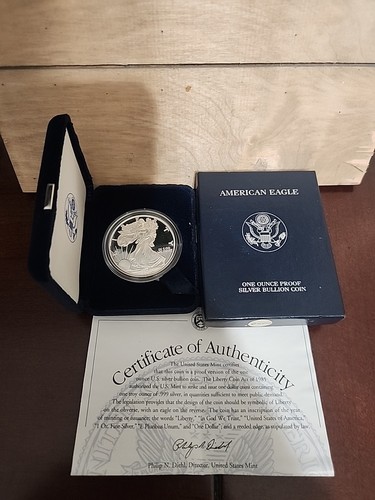 AMERICAN EAGLE
ONE OUNCE PROOF
SILVER BULLION COIN
Certificate of Authenticity
The United States Mint certifies
that this coin is a proof version of the one
ounce U.S. silver bullion coin. The Liberty Coin Act of 1985
authorized the U.S. Mint to strike and issue one dollar coins containing
one troy ounce of .999 silver, in quantities sufficient to meet public demand.
The legislation provides that the design of the coin should be symbolic of Liberty
on the obverse, with an eagle on the reverse. The coin has an inscription of the year
of minting or issuance, the words "Liberty," "In God We Trust," "United States of America,"
"1 Oz. Fine Silver," "E Pluribus Unum," and "One Dollar"; and a reeded edge, as stipulated by law.
Philip N. Diehl, Director, United States Mint